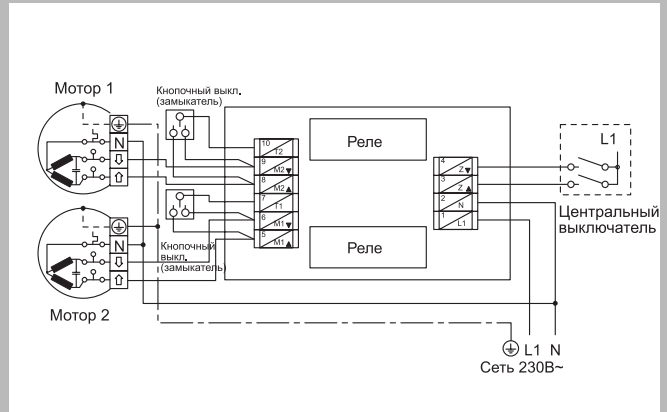 Мотор 1
N
Кнопочный выкл.
(замыкатель)
Реле
10
T2
9
M2▼
8
M2▲
7
T1
6
M1▼
5
M1▲
4
Z▼
3
Z▲
2
N
1
L1
L1
Центральный
выключатель
N
Кнопочный
выкл.
(замыкатель)
Реле
Мотор 2
L1 N
Сеть 230В~